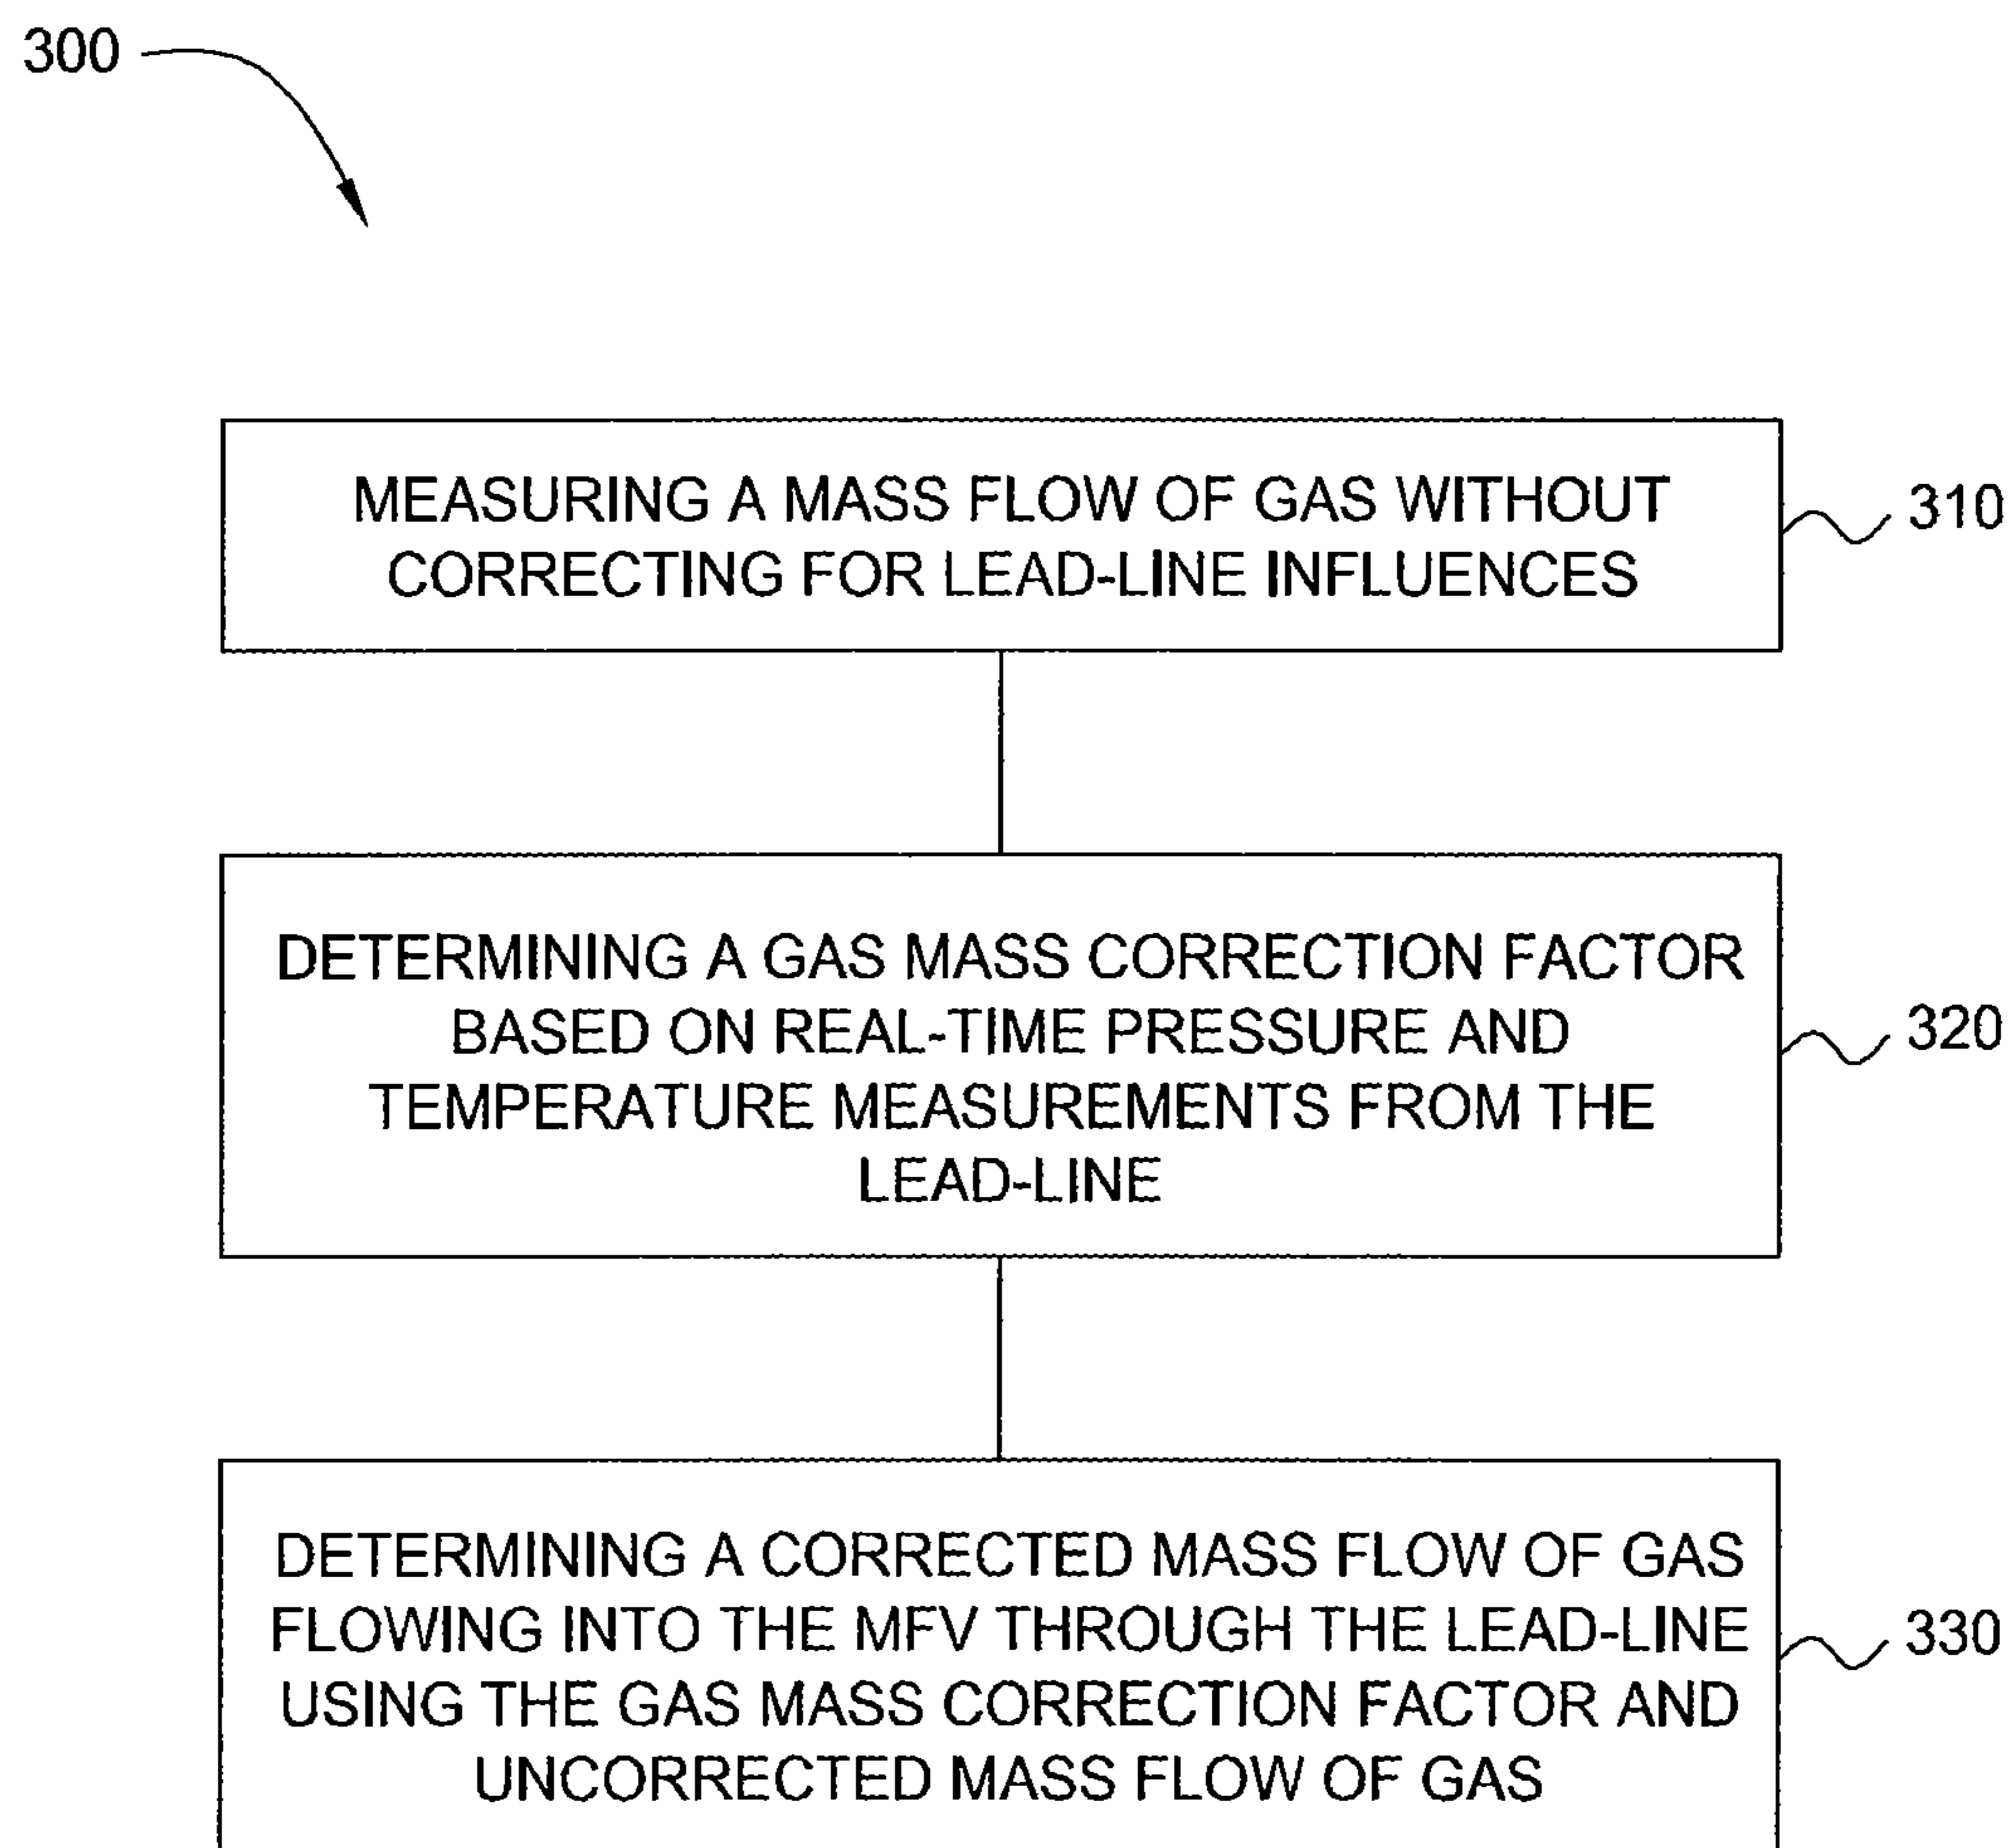 300
MEASURING A MASS FLOW OF GAS WITHOUT
CORRECTING FOR LEAD-LINE INFLUENCES
310
DETERMINING A GAS MASS CORRECTION FACTOR
BASED ON REAL-TIME PRESSURE AND
TEMPERATURE MEASUREMENTS FROM THE
LEAD-LINE
320
DETERMINING A CORRECTED MASS FLOW OF GAS
FLOWING INTO THE MFV THROUGH THE LEAD-LINE
USING THE GAS MASS CORRECTION FACTOR AND
UNCORRECTED MASS FLOW OF GAS
330